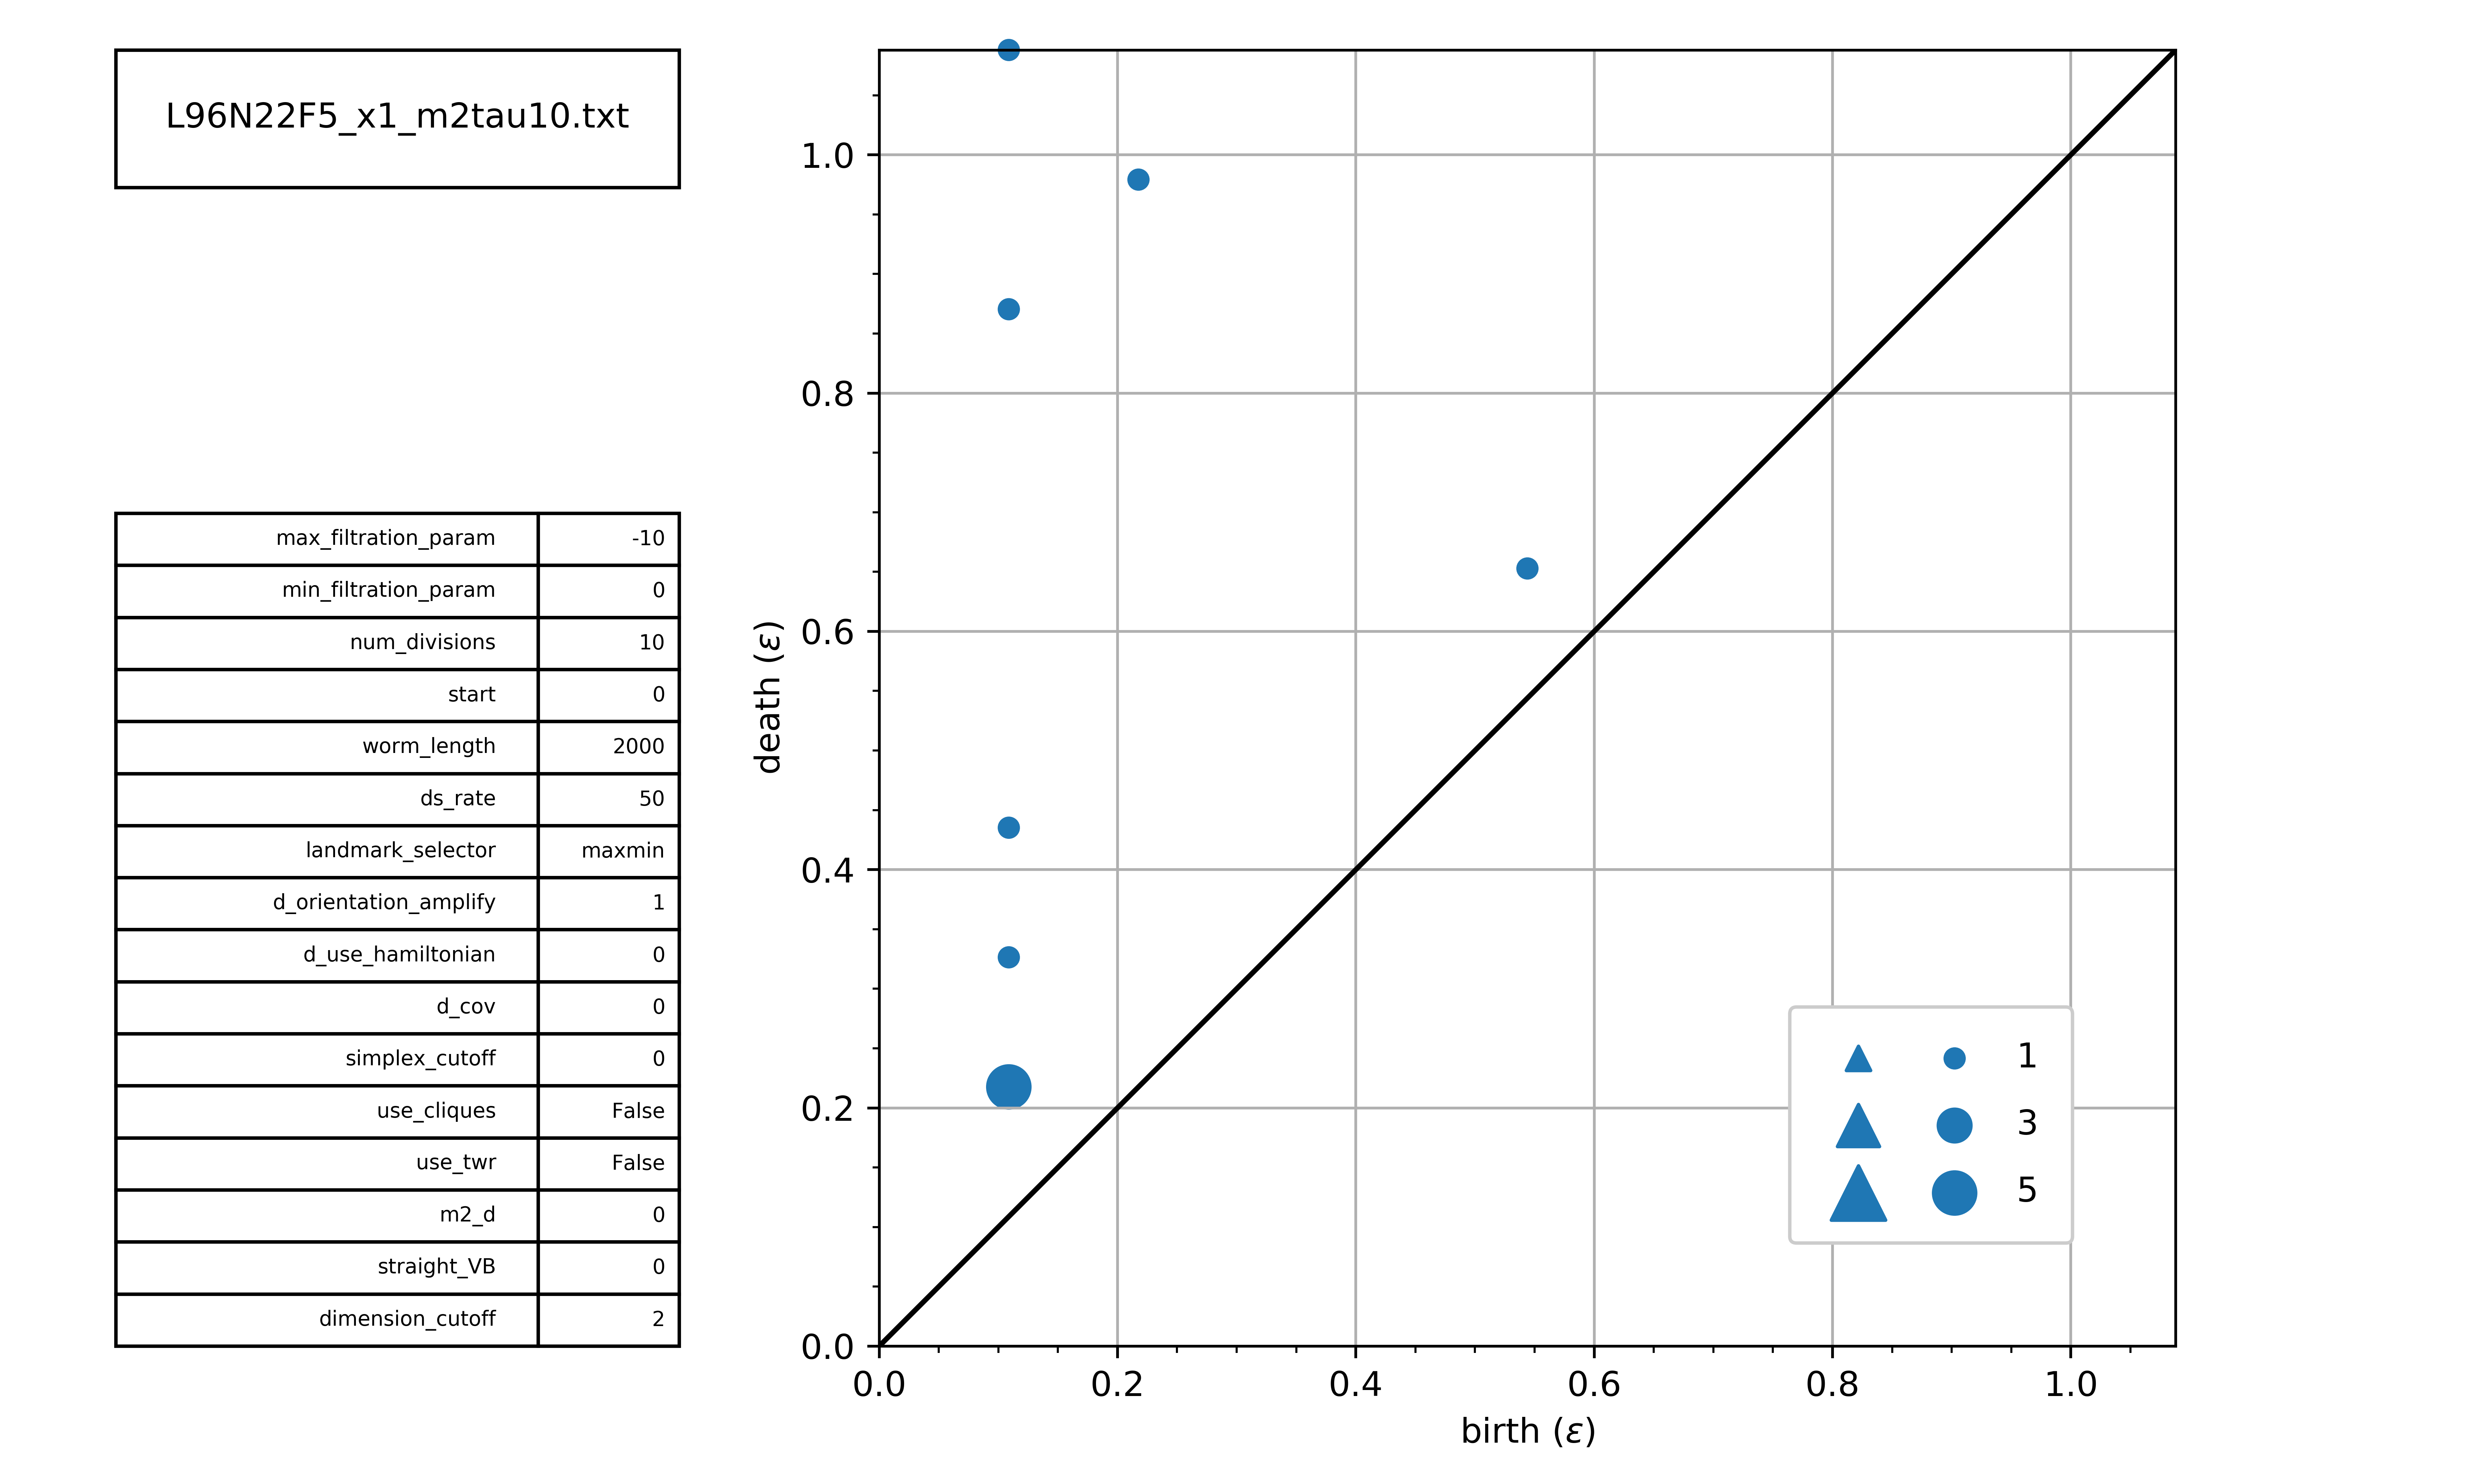 L96N22F5_x1_m2tau10.txt
max_filtration_param -10
min_filtration_param 0
num_divisions 10
start 0
worm_length 2000
ds_rate 50
landmark_selector maxmin
d_orientation_amplify 1
d_use_hamiltonian 0
d_cov 0
simplex_cutoff 0
use_cliques False
use_twr False
m2_d 0
straight_VB 0
dimension_cutoff 2
death (ε)
1.0
0.8
0.6
0.4
0.2
0.0
0.0 0.2 0.4 0.6 0.8 1.0
birth (ε)
1
3
5